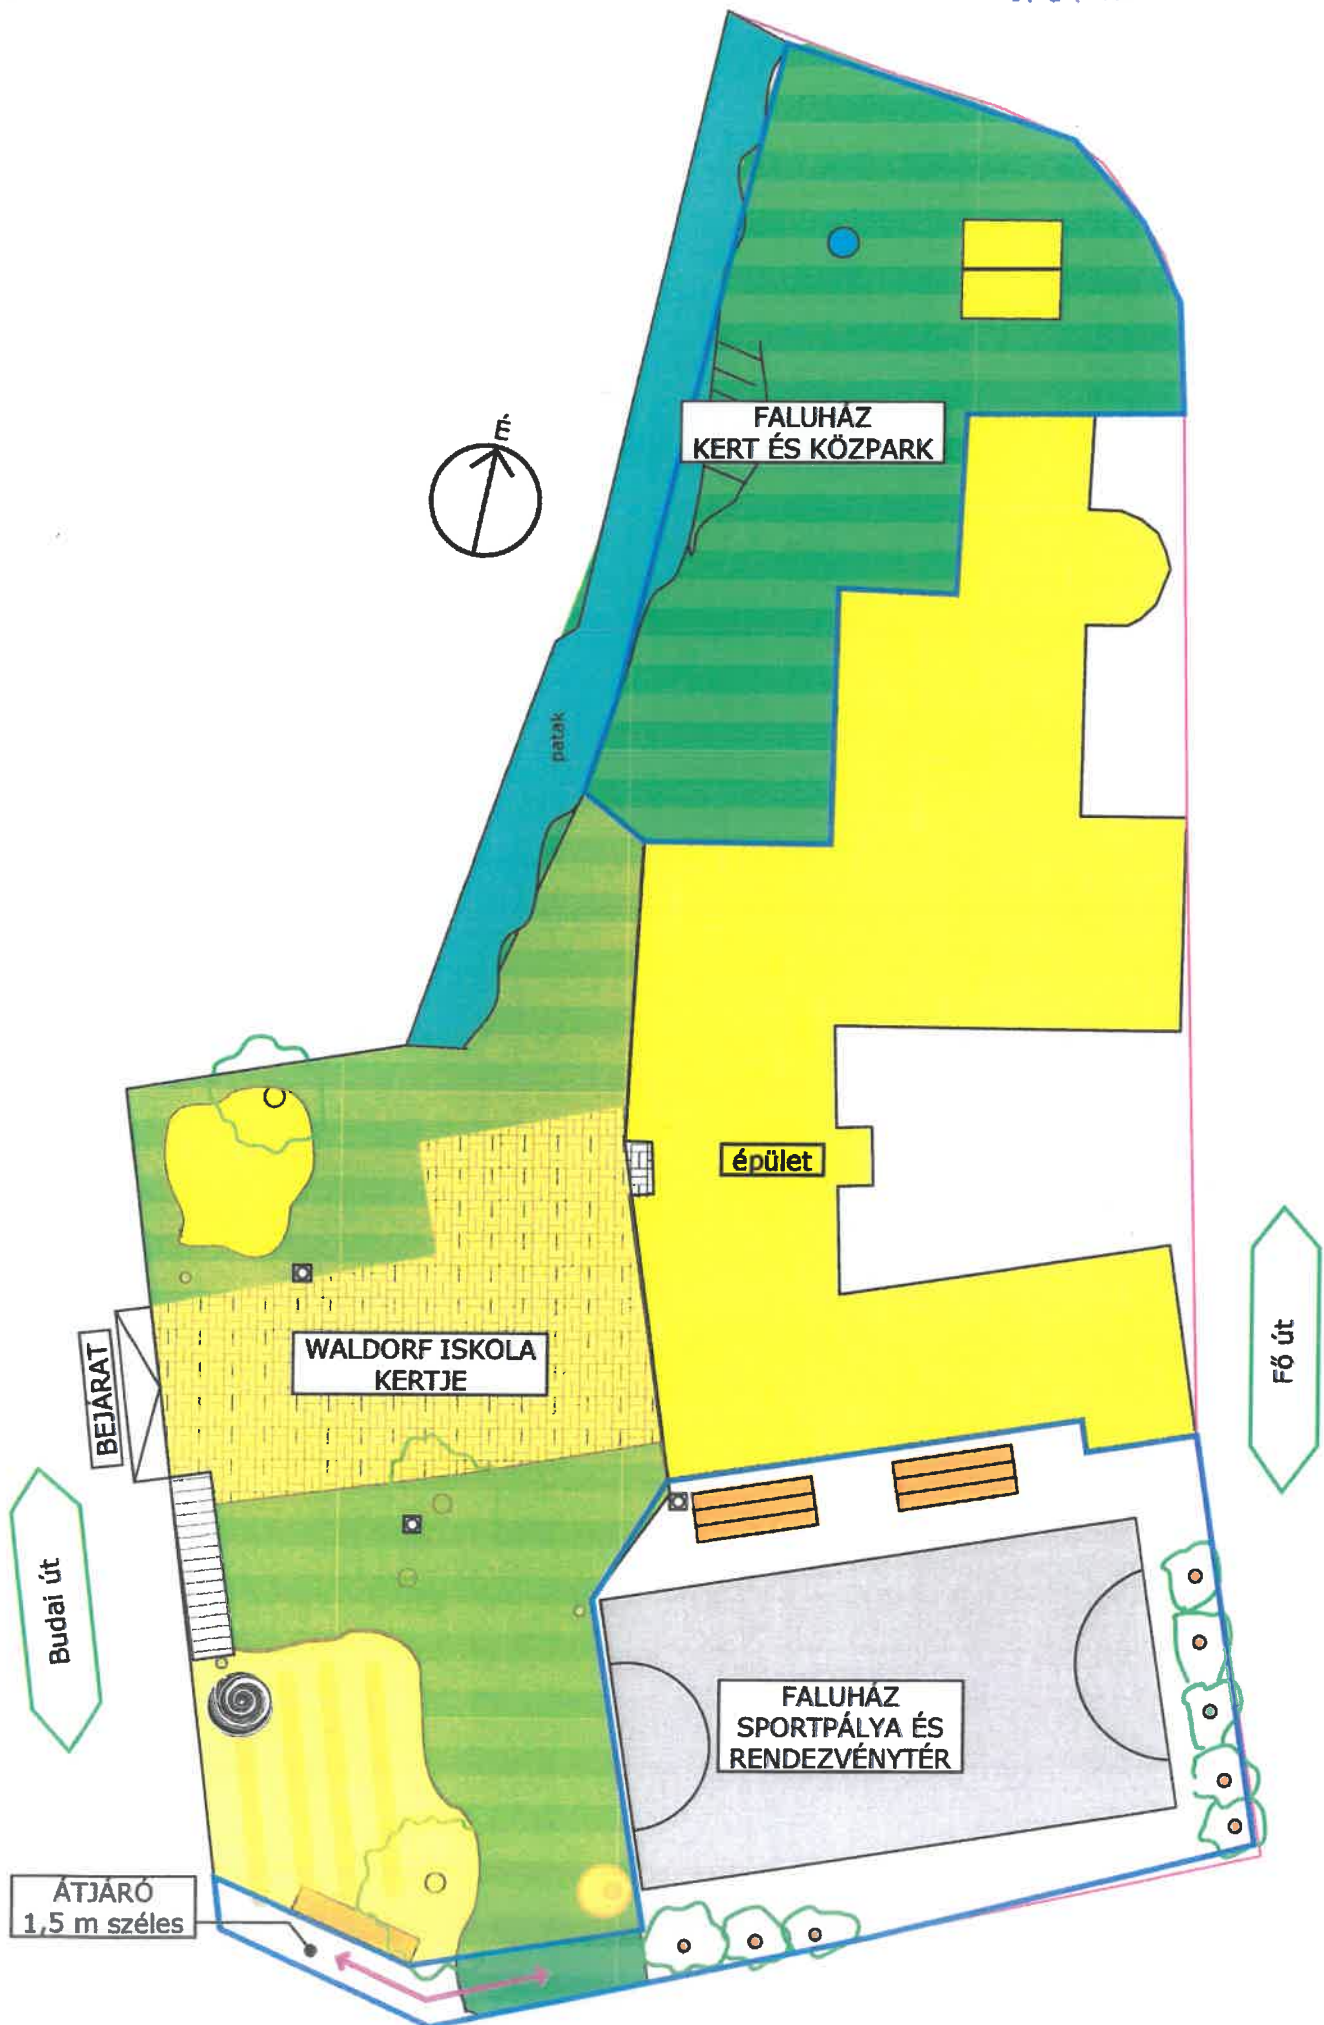 É
FALUHÁZ
KERT ÉS KÖZPARK
patak
épület
WALDORF ISKOLA
KERTJE
BEJÁRAT
Fő út
Budai út
FALUHÁZ
SPORTPÁLYA ÉS
RENDEZVÉNYTÉR
ÁTJÁRÓ
1,5 m széles